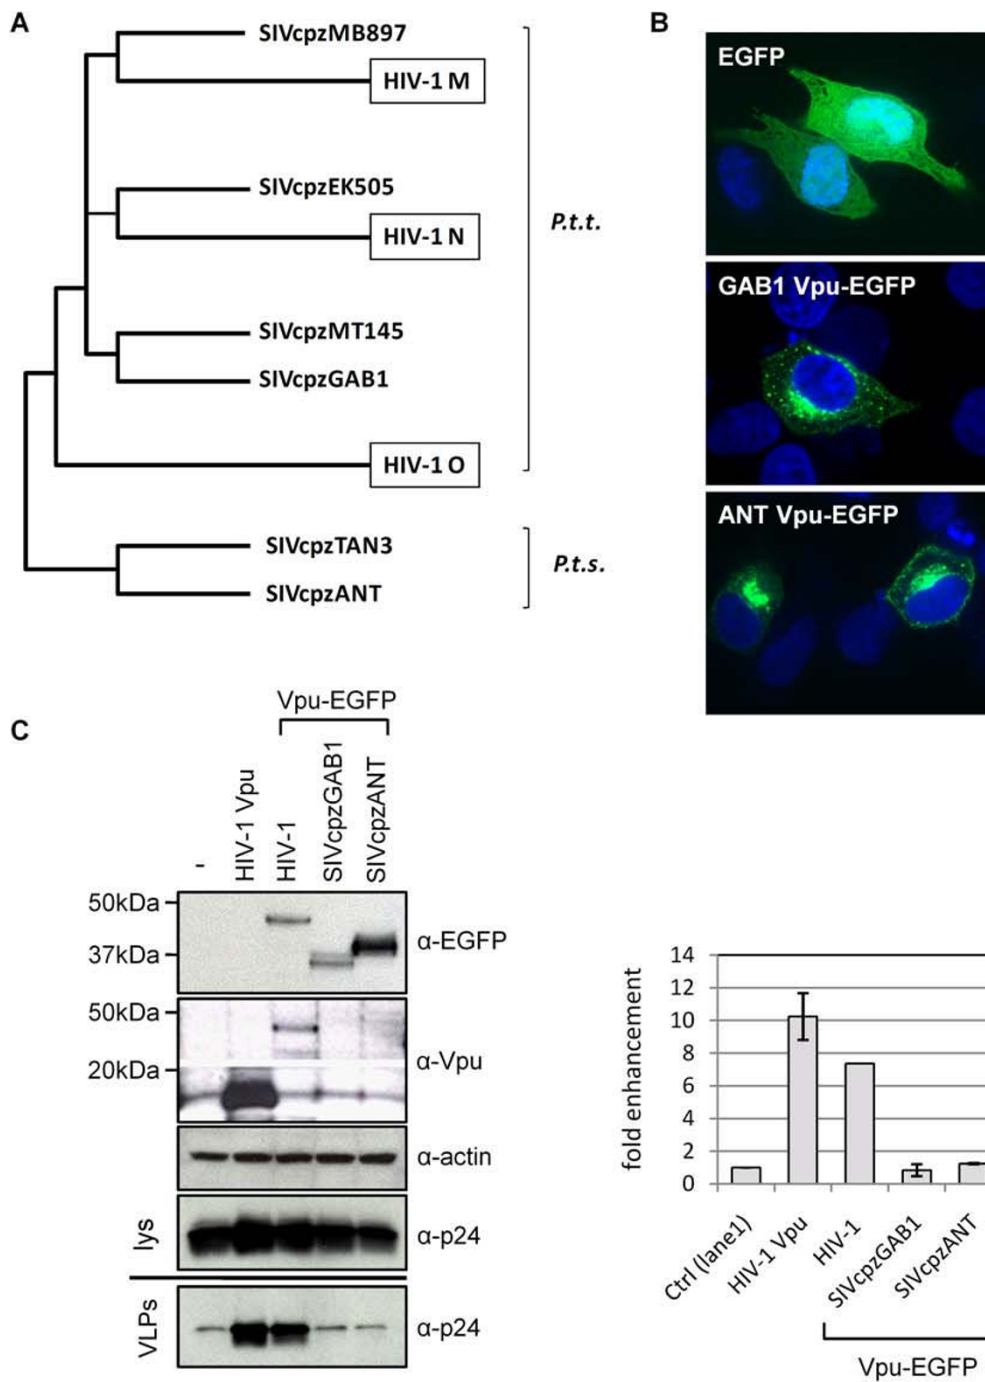 A
SIVcpzMB897
HIV-1 M
SIVcpzEK505
HIV-1 N
P.t.t.
SIVcpzMT145
SIVcpzGAB1
HIV-1 O
SIVcpzTAN3
P.t.s.
SIVcpzANT
B
EGFP
GAB1 Vpu-EGFP
ANT Vpu-EGFP
C
Vpu-EGFP
-
HIV-1 Vpu
HIV-1
SIVcpzGAB1
SIVcpzANT
50kDa
37kDa
α-EGFP
50kDa
20kDa
α-Vpu
α-actin
lys
α-p24
VLPs
α-p24
fold enhancement
14
12
10
8
6
4
2
0
Ctrl (lane1)
HIV-1 Vpu
HIV-1
SIVcpzGAB1
SIVcpzANT
Vpu-EGFP